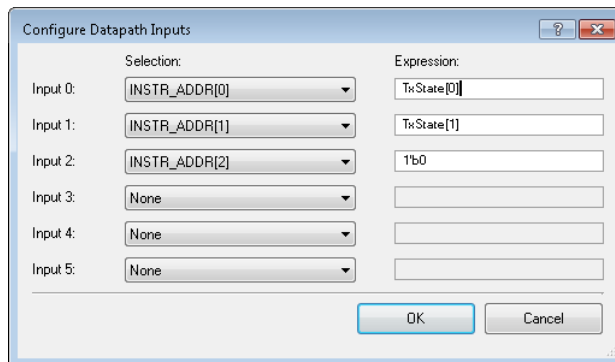 Configure Datapath Inputs
Selection: Expression:
Input 0: INSTR_ADDR[0] TxState[0]
Input 1: INSTR_ADDR[1] TxState[1]
Input 2: INSTR_ADDR[2] 1'b0
Input 3: None
Input 4: None
Input 5: None
OK Cancel